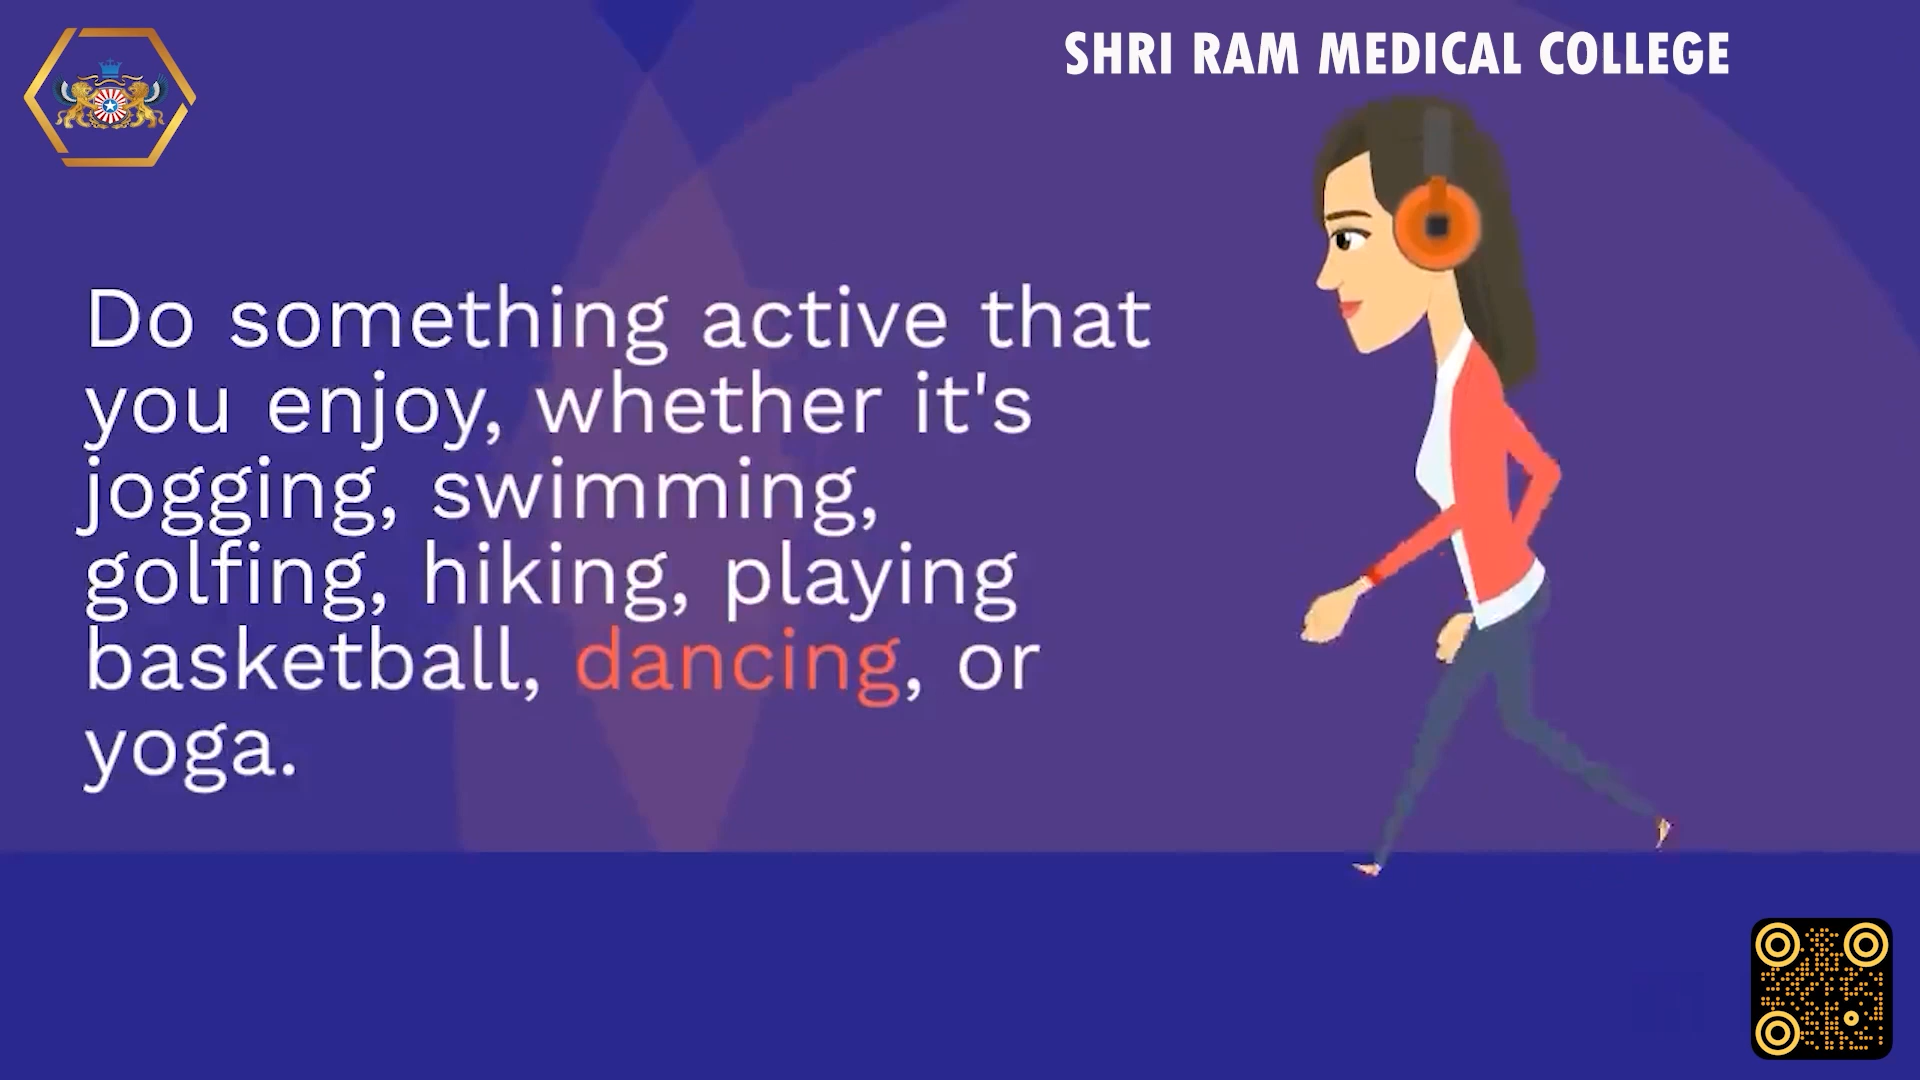 SHRI RAM MEDICAL COLLEGE
Do something active that
you enjoy, whether it's
jogging, swimming,
golfing, hiking, playing
basketball, dancing, or
yoga.